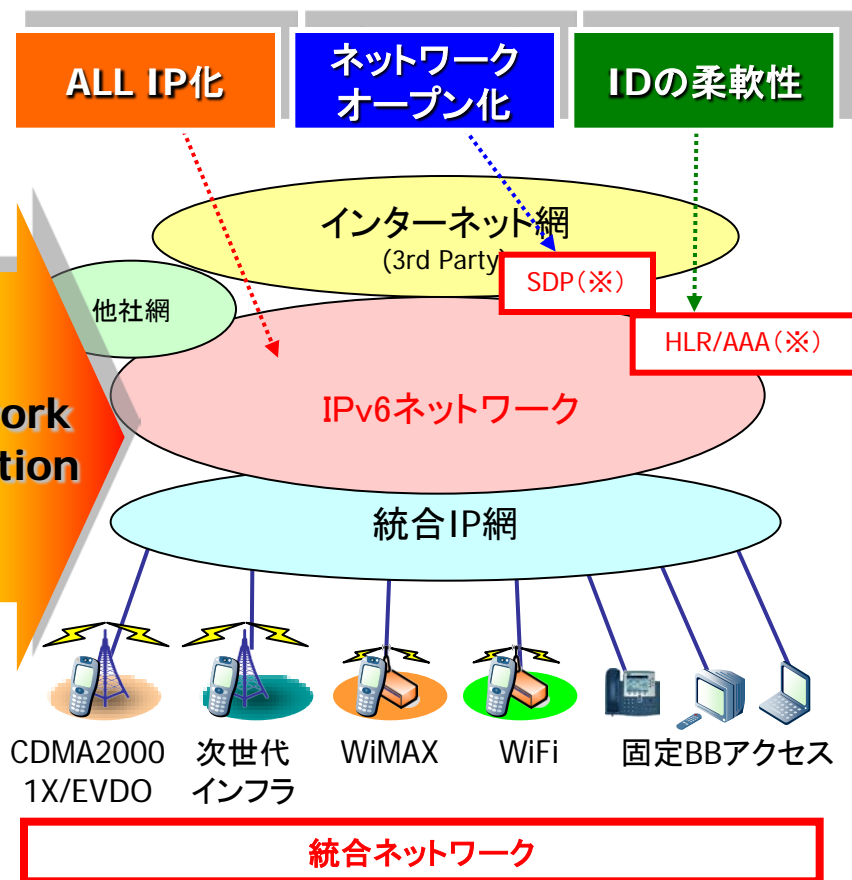 ALL IP化
ネットワーク
オープン化
IDの柔軟性
インターネット網
(3rd Party)
SDP(※)
他社網
HLR/AAA(※)
IPv6ネットワーク
統合IP網
CDMA2000
1X/EVDO
次世代
インフラ
WiMAX
WiFi
固定BBアクセス
統合ネットワーク